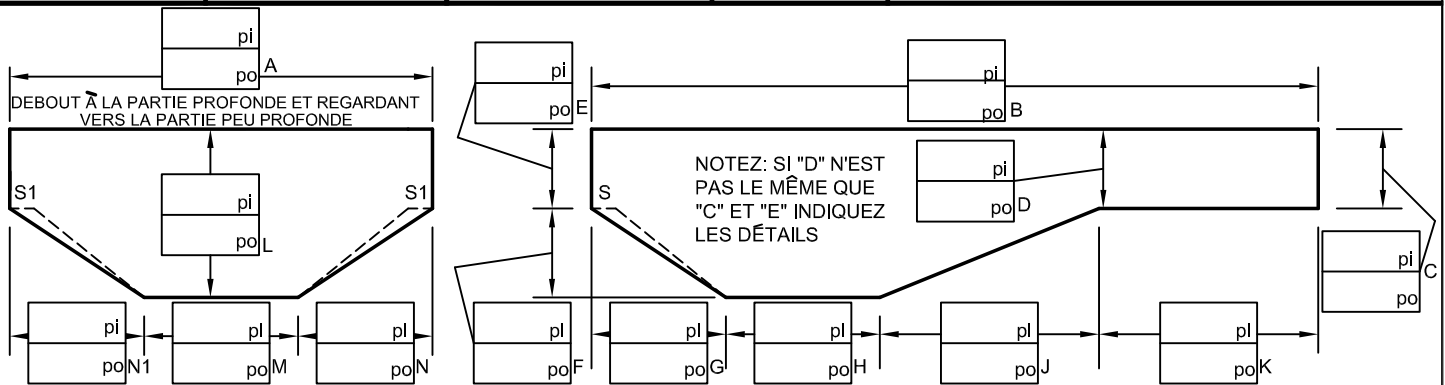 pi
po A
DEBOUT À LA PARTIE PROFONDE ET REGARDANT
VERS LA PARTIE PEU PROFONDE
S1
S1
pi
po L
pi
po N1
pl
po M
pl
po N
pi
po E
pl
po F
pi
po B
NOTEZ: SI "D" N'EST
PAS LE MÊME QUE
"C" ET "E" INDIQUEZ
LES DÉTAILS
S
pi
po D
pi
po C
pl
po G
pl
po H
pl
po J
pl
po K